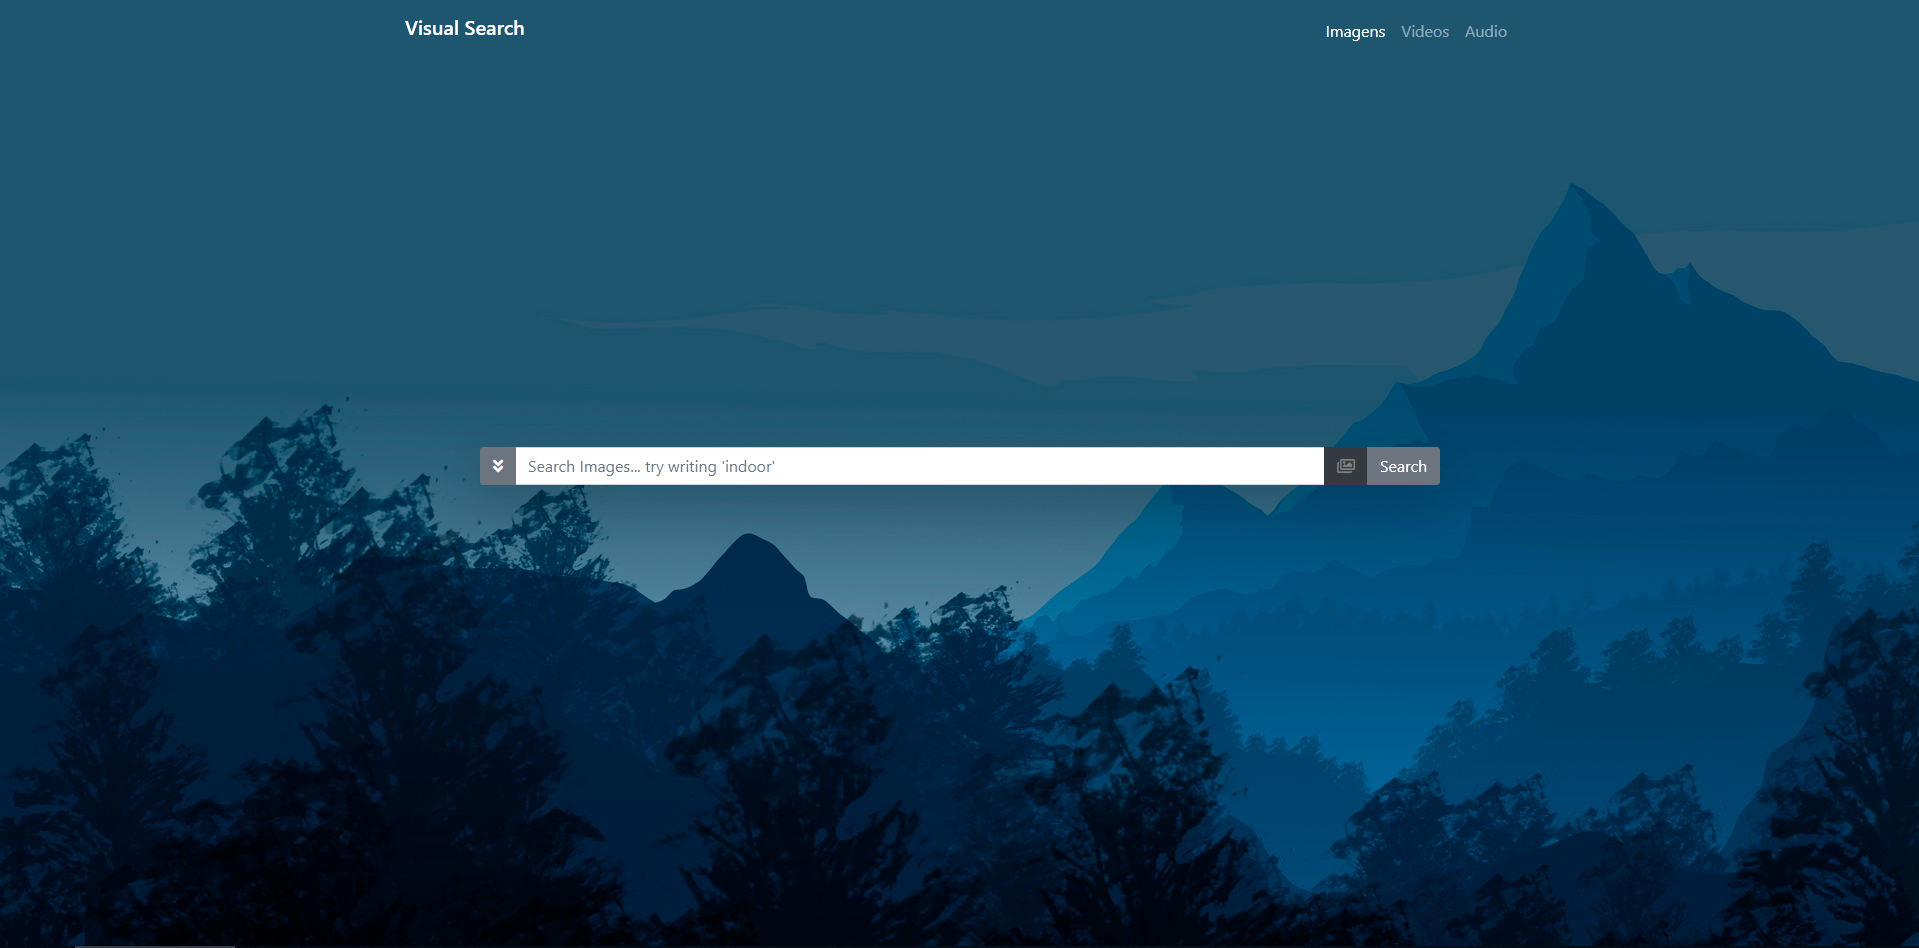 Visual Search
Imagens Videos Audio
Search Images... try writing 'indoor'
Search